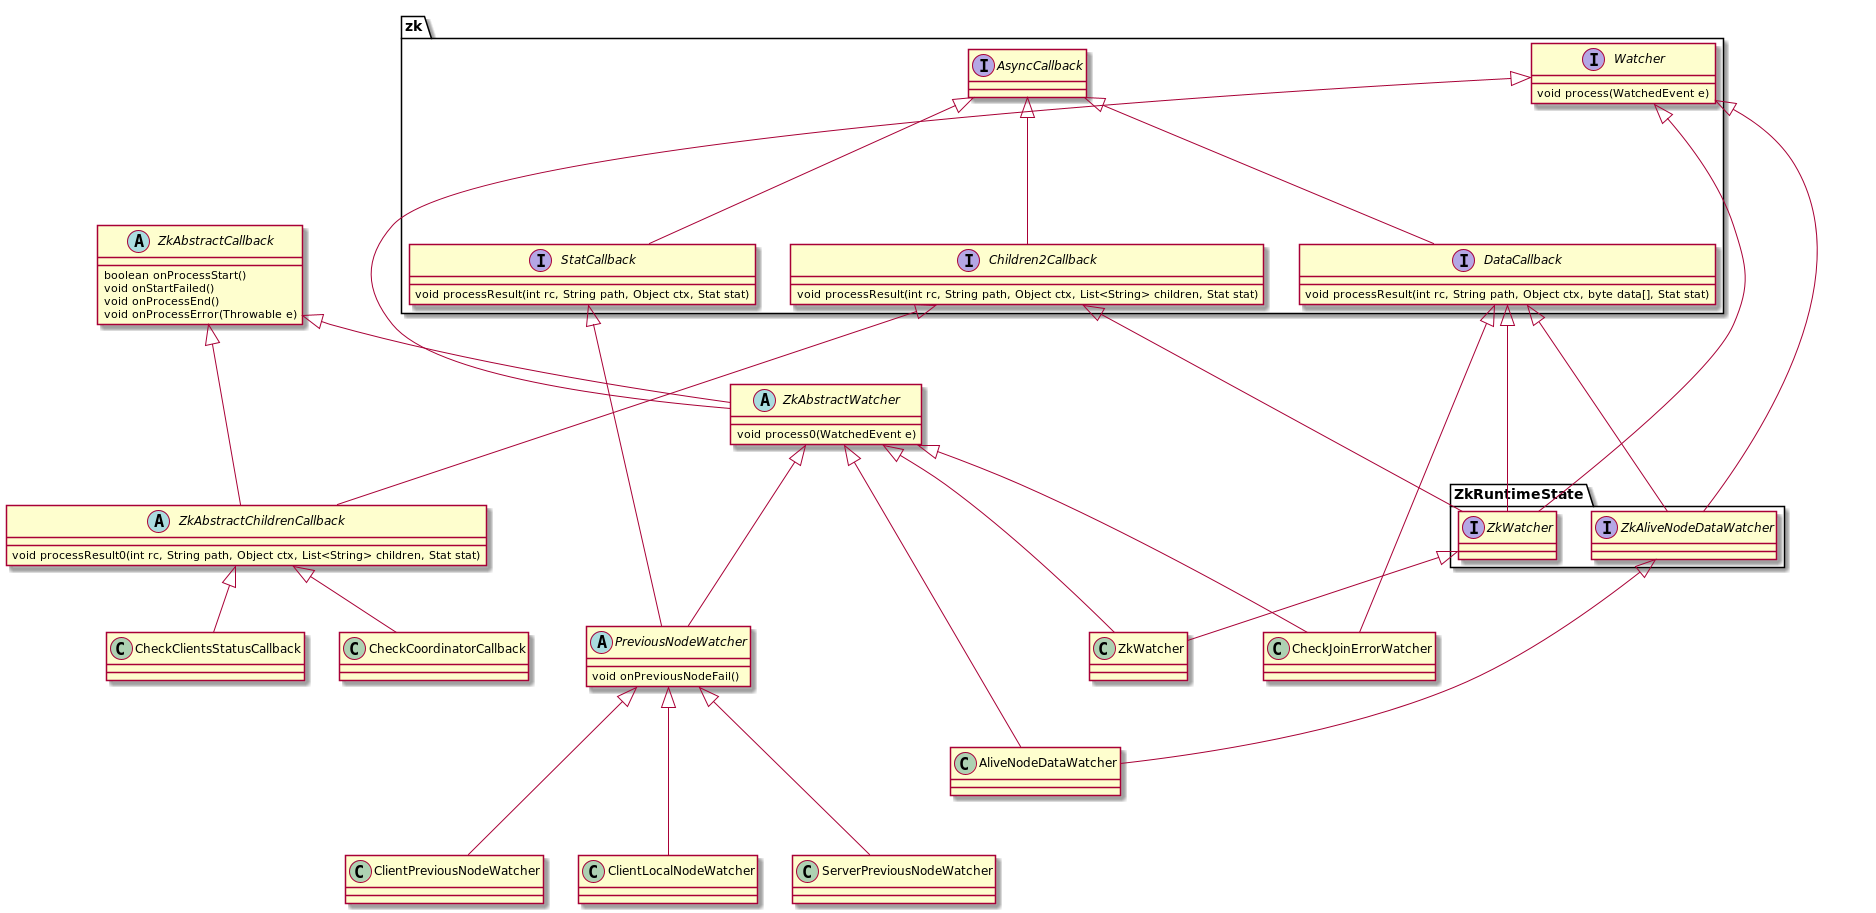 zk
I AsyncCallback
I Watcher
void process(WatchedEvent e)
A ZkAbstractCallback
boolean onProcessStart()
void onStartFailed()
void onProcessEnd()
void onProcessError(Throwable e)
I StatCallback
void processResult(int rc, String path, Object ctx, Stat stat)
I Children2Callback
void processResult(int rc, String path, Object ctx, List<String> children, Stat stat)
I DataCallback
void processResult(int rc, String path, Object ctx, byte data[], Stat stat)
A ZkAbstractWatcher
void process0(WatchedEvent e)
ZkRuntimeState
A ZkAbstractChildrenCallback
void processResult0(int rc, String path, Object ctx, List<String> children, Stat stat)
I ZkWatcher
I ZkAliveNodeDataWatcher
C CheckClientsStatusCallback
C CheckCoordinatorCallback
A PreviousNodeWatcher
void onPreviousNodeFail()
C ZkWatcher
C CheckJoinErrorWatcher
C AliveNodeDataWatcher
C ClientPreviousNodeWatcher
C ClientLocalNodeWatcher
C ServerPreviousNodeWatcher